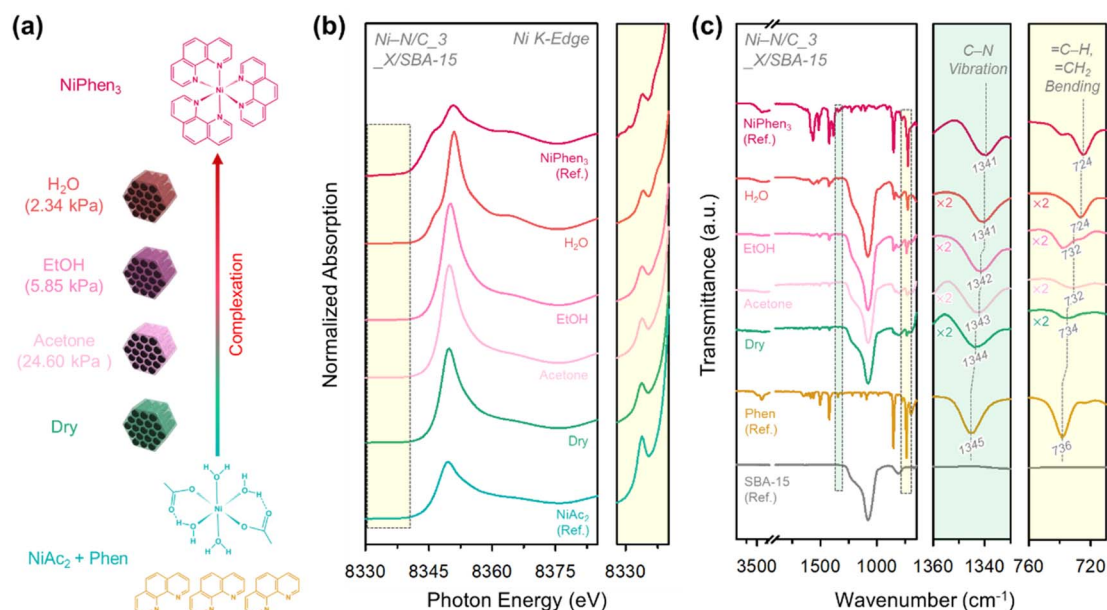 (a)
NiPhen₃
N
N
N
Ni
N
N
N
H₂O
(2.34 kPa)
EtOH
(5.85 kPa)
Acetone
(24.60 kPa )
Dry
Complexation
NiAc₂ + Phen
(b)
Ni–N/C_3
_X/SBA-15
Ni K-Edge
NiPhen₃
(Ref.)
H₂O
EtOH
Acetone
Dry
NiAc₂
(Ref.)
Normalized Absorption
8330 8345 8360 8375 8330
Photon Energy (eV)
(c)
Ni–N/C_3
_X/SBA-15
C–N
Vibration
=C–H,
=CH₂
Bending
NiPhen₃
(Ref.)
1341
724
H₂O
×2
1341
×2
724
EtOH
×2
1342
×2
732
Acetone
×2
1343
×2
732
Dry
×2
1344
×2
734
Phen
(Ref.)
1345
736
SBA-15
(Ref.)
Transmittance (a.u.)
3500 1500 1000 1360 1340 760 720
Wavenumber (cm⁻¹)